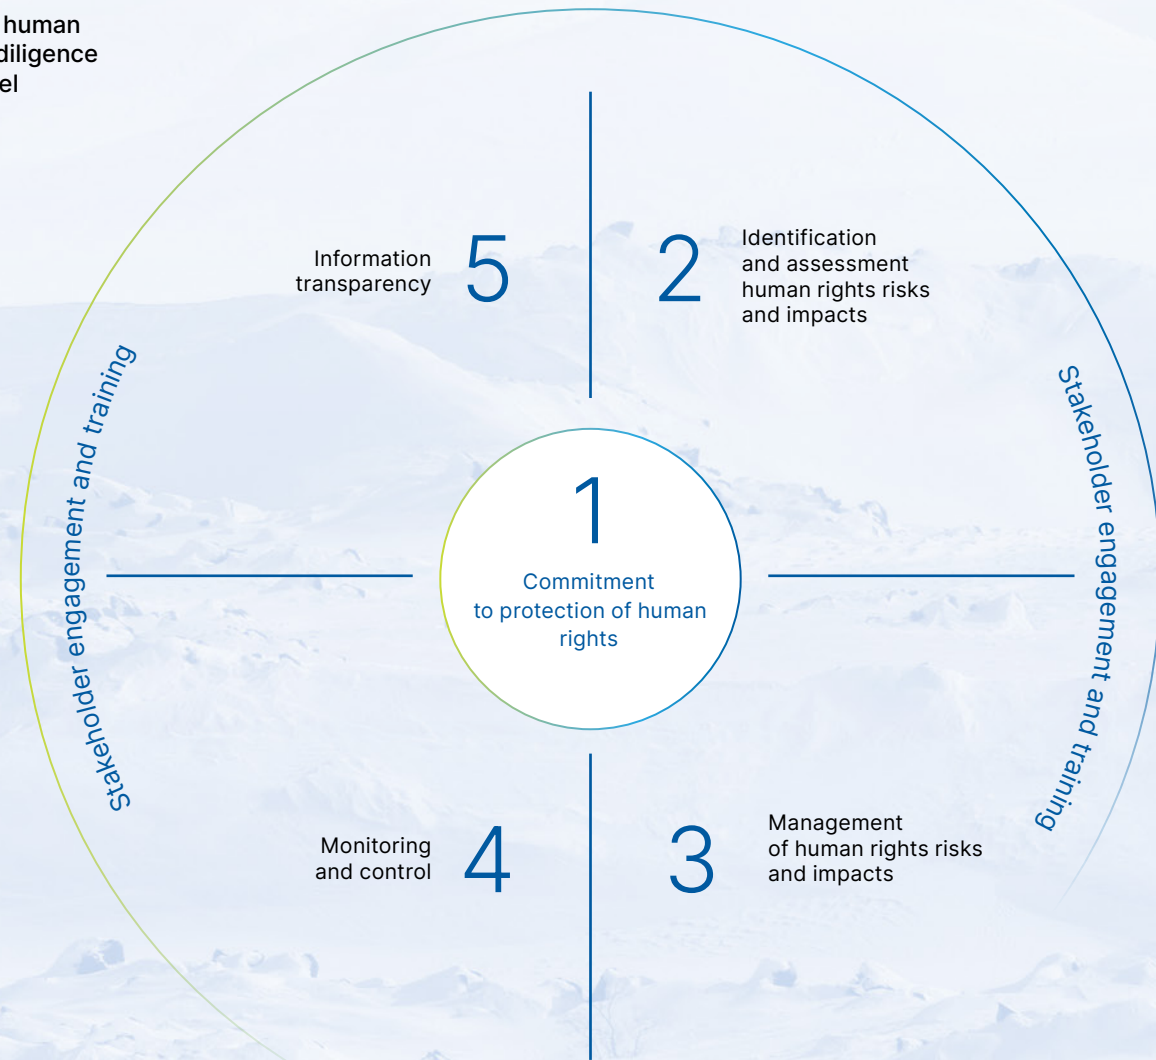 human
diligence
el
5
Information
transparency
2
Identification
and assessment
human rights risks
and impacts
Stakeholder engagement and training
Stakeholder engagement and training
1
Commitment
to protection of human
rights
4
Monitoring
and control
3
Management
of human rights risks
and impacts